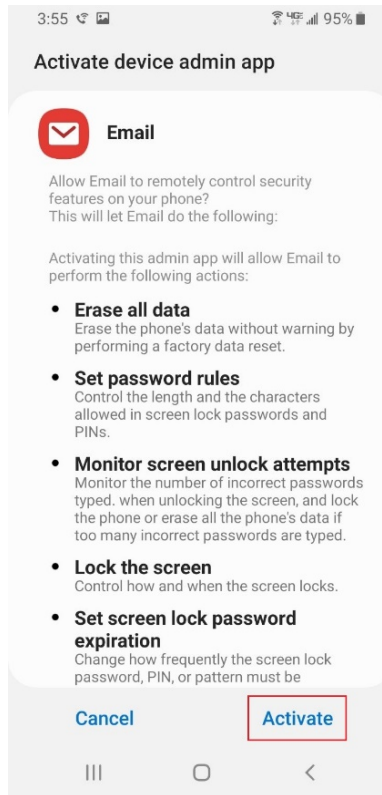 3:55 95%
Activate device admin app
Email
Allow Email to remotely control security
features on your phone?
This will let Email do the following:
Activating this admin app will allow Email to
perform the following actions:
• Erase all data
Erase the phone's data without warning by
performing a factory data reset.
• Set password rules
Control the length and the characters
allowed in screen lock passwords and
PINs.
• Monitor screen unlock attempts
Monitor the number of incorrect passwords
typed. when unlocking the screen, and lock
the phone or erase all the phone's data if
too many incorrect passwords are typed.
• Lock the screen
Control how and when the screen locks.
• Set screen lock password
expiration
Change how frequently the screen lock
password, PIN, or pattern must be
Cancel Activate